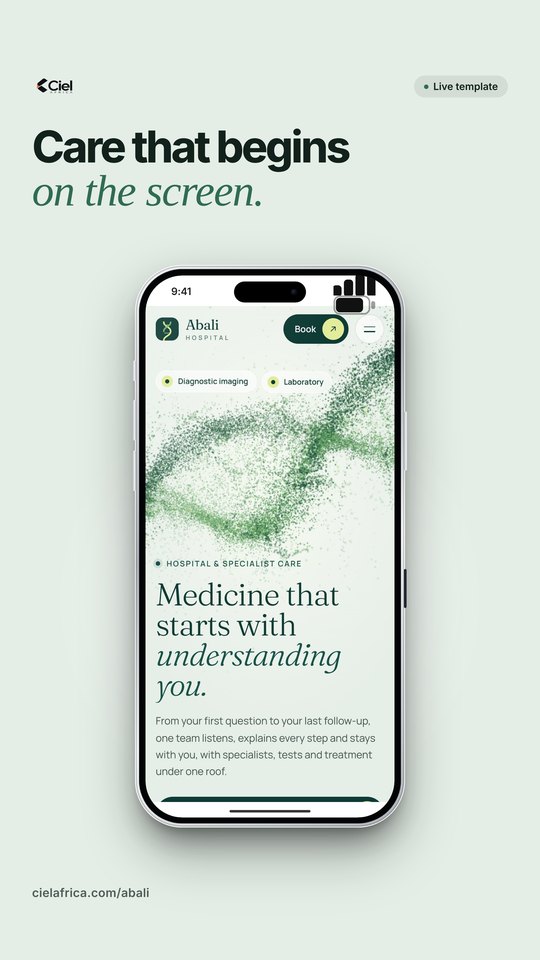 Ciel
Live template
Care that begins
on the screen.
9:41
Abali
HOSPITAL
Book
Diagnostic imaging
Laboratory
HOSPITAL & SPECIALIST CARE
Medicine that
starts with
understanding
you.
From your first question to your last follow-up,
one team listens, explains every step and stays
with you, with specialists, tests and treatment
under one roof.
cielafrica.com/abali